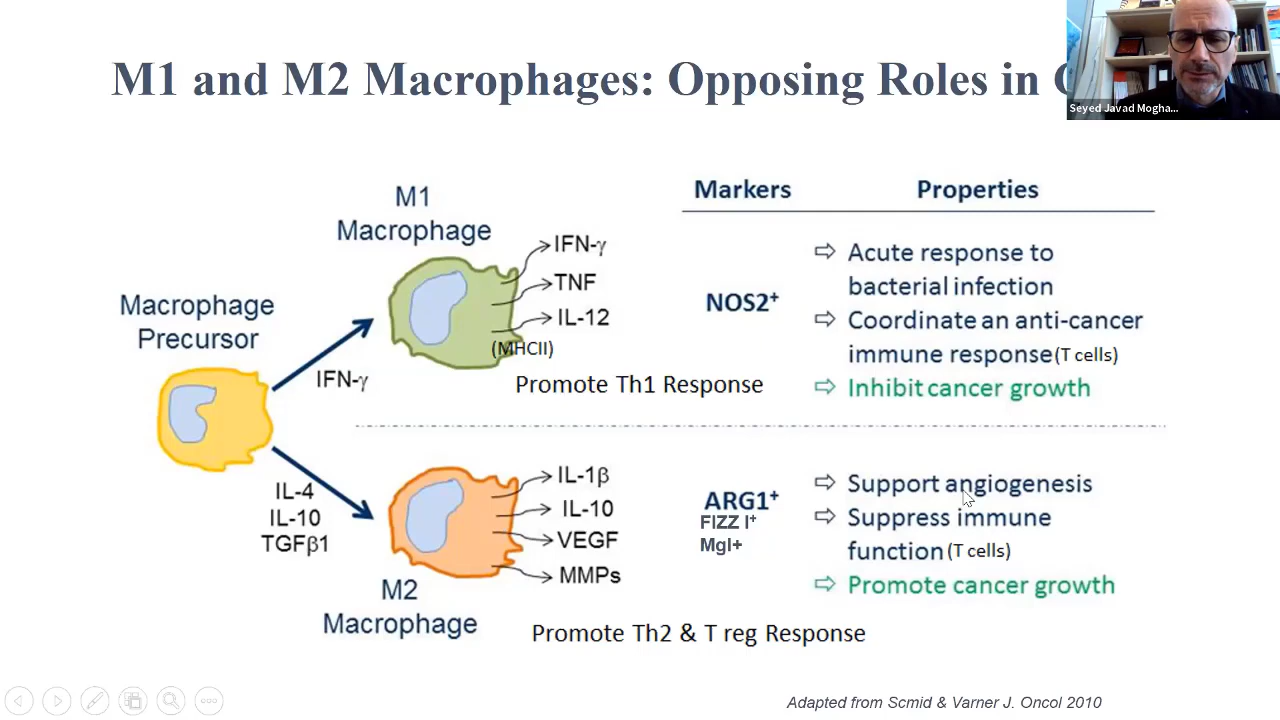 M1 and M2 Macrophages: Opposing Roles in
Seyed Javad Mogha...
Markers
Properties
M1
Macrophage
IFN-γ
TNF
IL-12
(MHCII)
Promote Th1 Response
NOS2+
⇨ Acute response to
bacterial infection
⇨ Coordinate an anti-cancer
immune response (T cells)
⇨ Inhibit cancer growth
Macrophage
Precursor
IFN-γ
IL-4
IL-10
TGFβ1
M2
Macrophage
IL-1β
IL-10
VEGF
MMPs
Promote Th2 & T reg Response
ARG1+
FIZZ I+
MgI+
⇨ Support angiogenesis
⇨ Suppress immune
function (T cells)
⇨ Promote cancer growth
Adapted from Scmid & Varner J. Oncol 2010